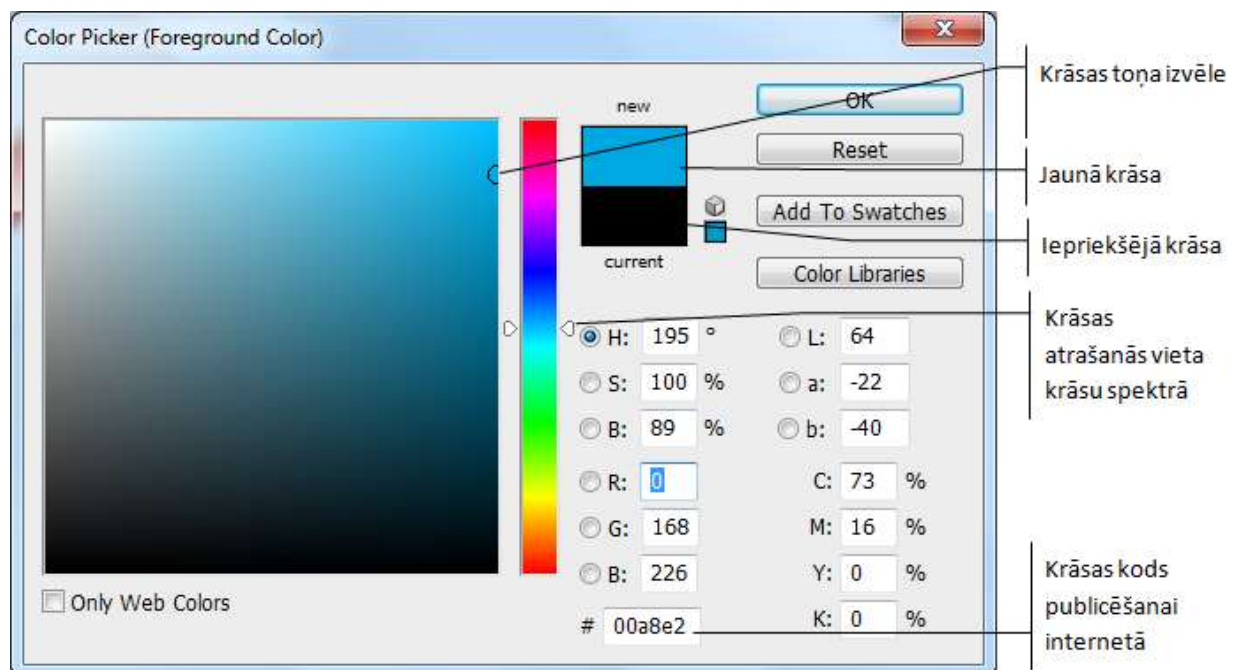 Color Picker (Foreground Color)
new
current
OK
Reset
Add To Swatches
Color Libraries
H: 195 °
S: 100 %
B: 89 %
R: 0
G: 168
B: 226
# 00a8e2
L: 64
a: -22
b: -40
C: 73 %
M: 16 %
Y: 0 %
K: 0 %
Only Web Colors
Krāsas toņa izvēle
Jaunā krāsa
Iepriekšējā krāsa
Krāsas
atrašanās vieta
krāsu spektrā
Krāsas kods
publicēšanai
internetā